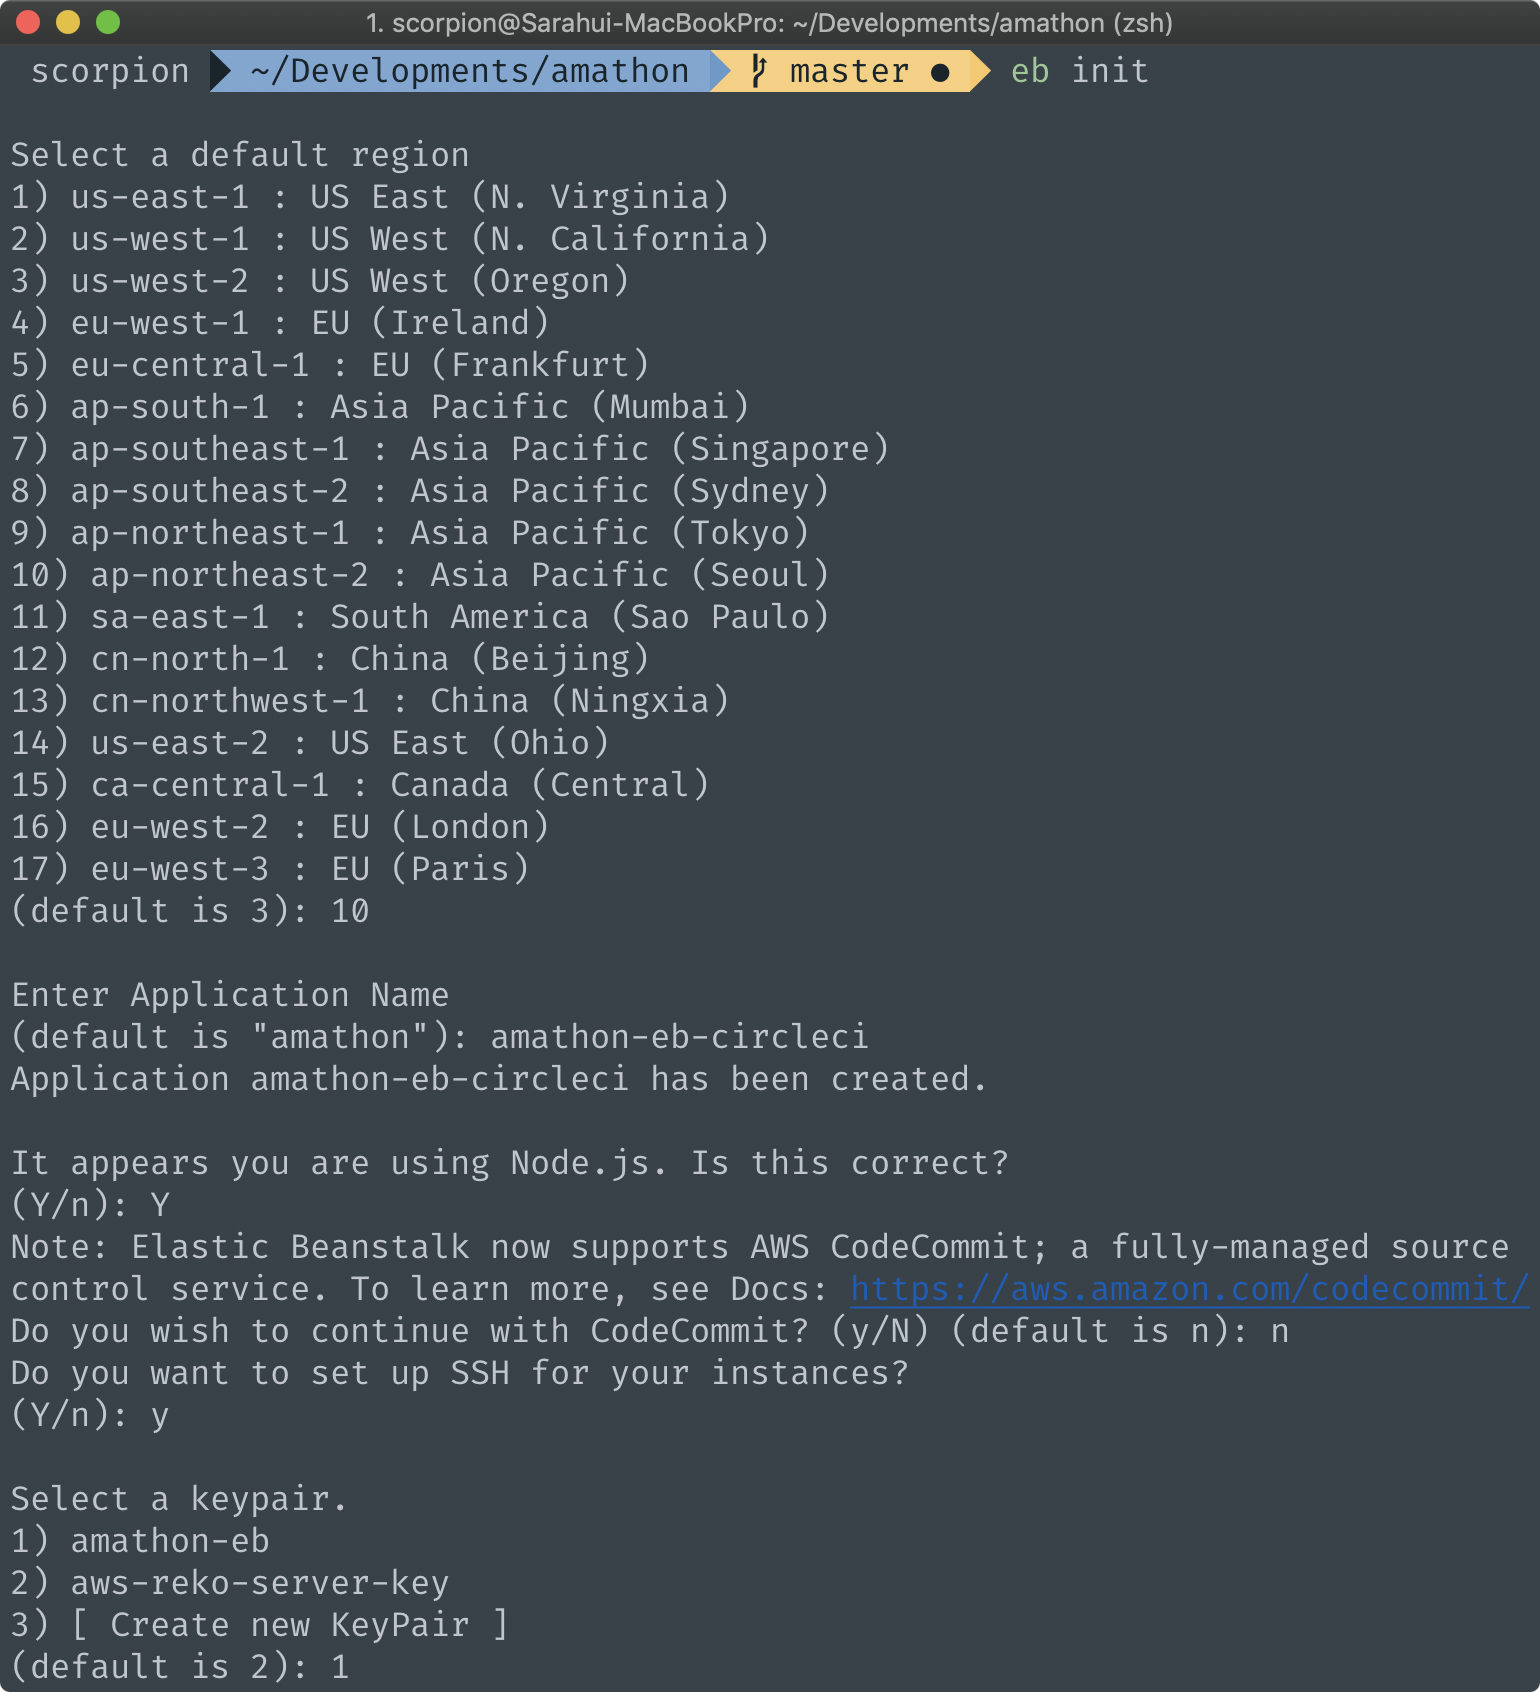 1. scorpion@Sarahui-MacBookPro: ~/Developments/amathon (zsh)
scorpion ~/Developments/amathon master ● eb init
Select a default region
1) us-east-1 : US East (N. Virginia)
2) us-west-1 : US West (N. California)
3) us-west-2 : US West (Oregon)
4) eu-west-1 : EU (Ireland)
5) eu-central-1 : EU (Frankfurt)
6) ap-south-1 : Asia Pacific (Mumbai)
7) ap-southeast-1 : Asia Pacific (Singapore)
8) ap-southeast-2 : Asia Pacific (Sydney)
9) ap-northeast-1 : Asia Pacific (Tokyo)
10) ap-northeast-2 : Asia Pacific (Seoul)
11) sa-east-1 : South America (Sao Paulo)
12) cn-north-1 : China (Beijing)
13) cn-northwest-1 : China (Ningxia)
14) us-east-2 : US East (Ohio)
15) ca-central-1 : Canada (Central)
16) eu-west-2 : EU (London)
17) eu-west-3 : EU (Paris)
(default is 3): 10
Enter Application Name
(default is "amathon"): amathon-eb-circleci
Application amathon-eb-circleci has been created.
It appears you are using Node.js. Is this correct?
(Y/n): Y
Note: Elastic Beanstalk now supports AWS CodeCommit; a fully-managed source
control service. To learn more, see Docs: https://aws.amazon.com/codecommit/
Do you wish to continue with CodeCommit? (y/N) (default is n): n
Do you want to set up SSH for your instances?
(Y/n): y
Select a keypair.
1) amathon-eb
2) aws-reko-server-key
3) [ Create new KeyPair ]
(default is 2): 1